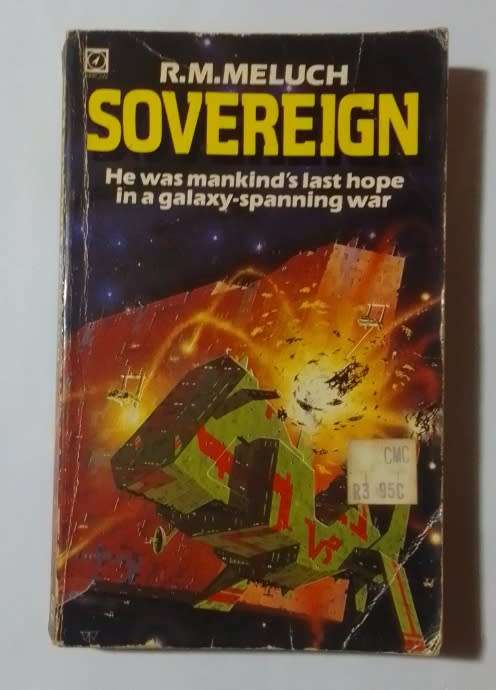 R.M.MELUCH
SOVEREIGN
He was mankind's last hope
in a galaxy-spanning war
CMC
R3 95C